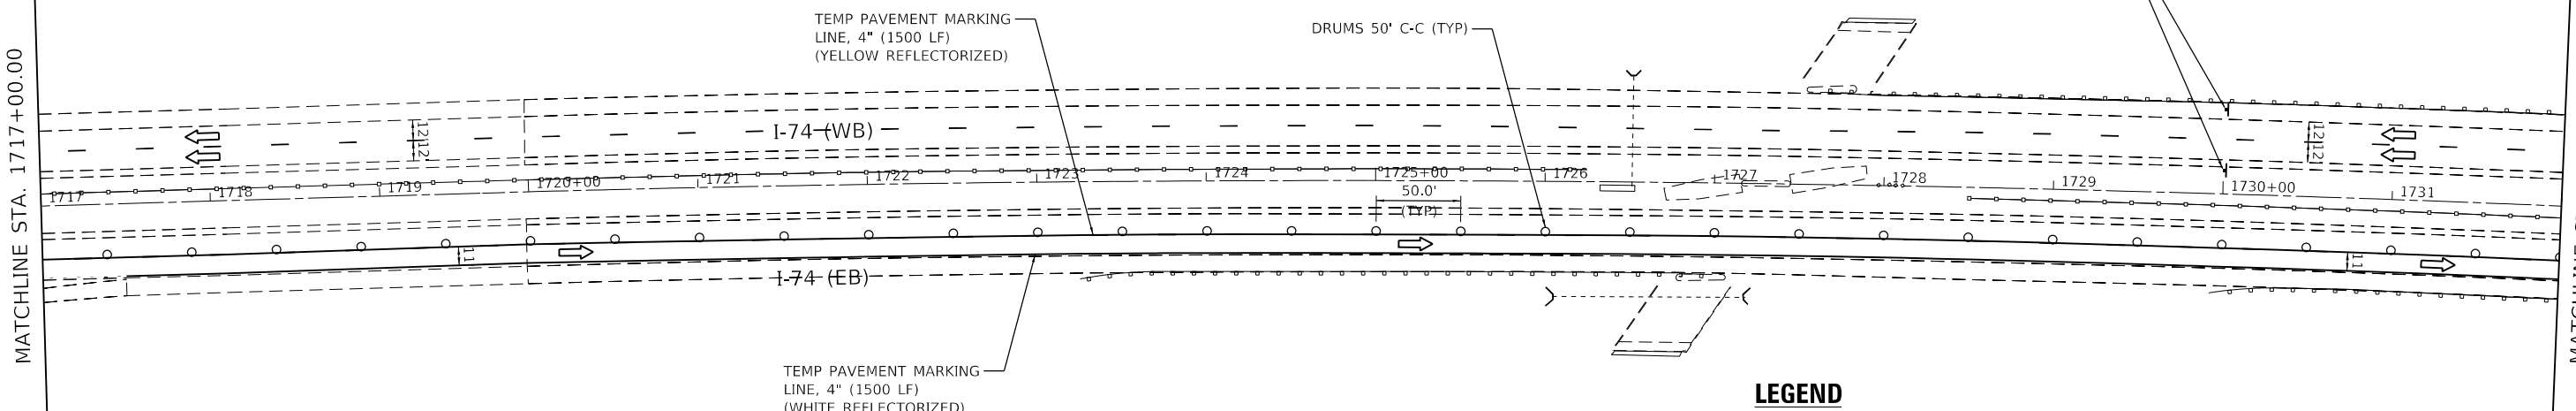 TEMP PAVEMENT MARKING
LINE, 4" (1500 LF)
(YELLOW REFLECTORIZED)
DRUMS 50' C-C (TYP)
MATCHLINE STA. 1717+00.00
12'
12'
I-74 (WB)
12'
12'
1717
1718
1719
1720+00
1721
1722
1723
1724
1725+00
1726
1727
1728
1729
1730+00
1731
50.0'
(TYP)
11'
11'
I-74 (EB)
TEMP PAVEMENT MARKING
LINE, 4" (1500 LF)
(WHITE REFLECTORIZED)
LEGEND